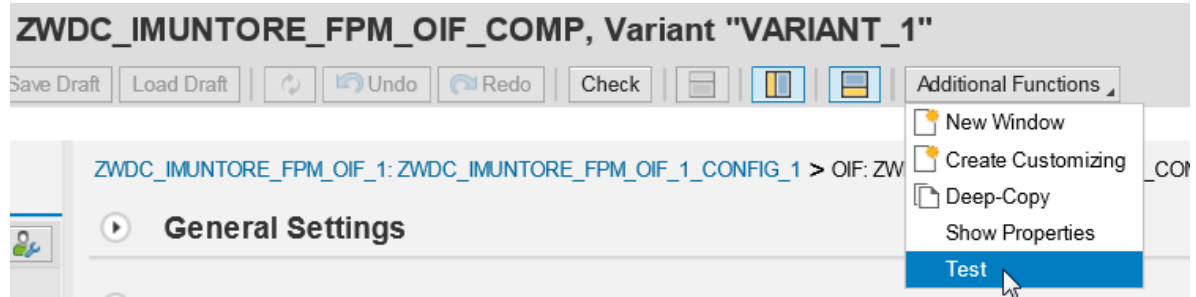 ZWDC_IMUNTORE_FPM_OIF_COMP, Variant "VARIANT_1"
Save Draft Load Draft Undo Redo Check Additional Functions
New Window
Create Customizing
Deep-Copy
Show Properties
Test
ZWDC_IMUNTORE_FPM_OIF_1: ZWDC_IMUNTORE_FPM_OIF_1_CONFIG_1 > OIF: ZW
General Settings